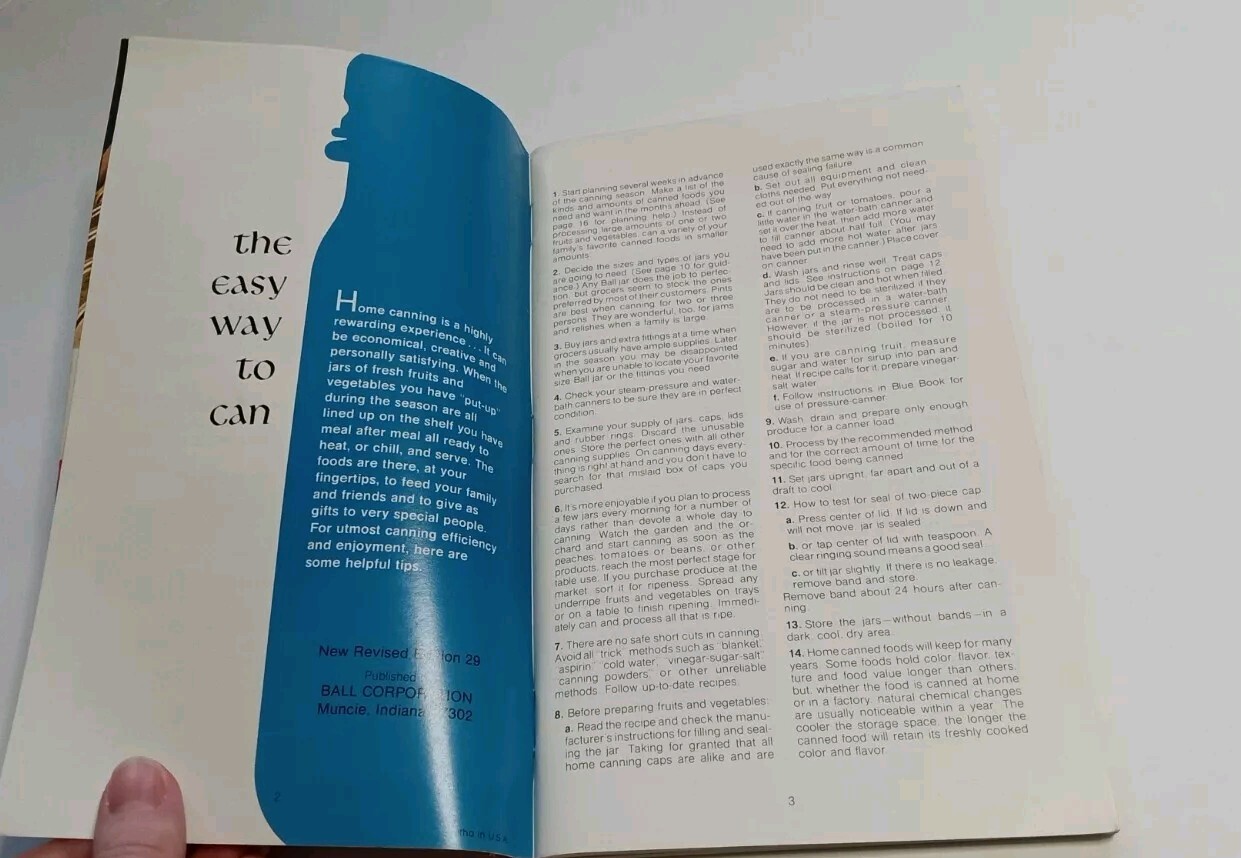 the
easy
way
to
can
Home canning is a highly
rewarding experience . . . It can
be economical, creative and
personally satisfying. When the
jars of fresh fruits and
vegetables you have "put-up"
during the season are all
lined up on the shelf you have
meal after meal all ready to
heat, or chill, and serve. The
foods are there, at your
fingertips, to feed your family
and friends and to give as
gifts to very special people.
For utmost canning efficiency
and enjoyment, here are
some helpful tips.
New Revised Edition 29
Published
BALL CORPORATION
Muncie, Indiana 47302
2
in U.S.A.
1. Start planning several weeks in advance
of the canning season. Make a list of the
kinds and amounts of canned foods you
need and want in the months ahead. (See
page 16 for planning help.) Instead of
processing large amounts of one or two
fruits and vegetables, can a variety of your
family's favorite canned foods in smaller
amounts.
2. Decide the sizes and types of jars you
are going to need. (See page 10 for guid-
ance.) Any Ball jar does the job to perfec-
tion, but grocers seem to stock the ones
preferred by most of their customers. Pints
are best when canning for two or three
persons. They are wonderful, too, for jams
and relishes when a family is large.
3. Buy jars and extra fittings at a time when
grocers usually have ample supplies. Later
in the season you may be disappointed
when you are unable to locate your favorite
size Ball jar or the fittings you need.
4. Check your steam-pressure and water-
bath canners to be sure they are in perfect
condition.
5. Examine your supply of jars, caps, lids
and rubber rings. Discard the unusable
ones. Store the perfect ones with all other
canning supplies. On canning days every-
thing is right at hand and you don't have to
search for that mislaid box of caps you
purchased.
6. It's more enjoyable if you plan to process
a few jars every morning for a number of
days rather than devote a whole day to
canning. Watch the garden and the or-
chard and start canning as soon as the
peaches, tomatoes or beans, or other
products, reach the most perfect stage for
table use. If you purchase produce at the
market, sort it for ripeness. Spread any
underripe fruits and vegetables on trays
or on a table to finish ripening. Immedi-
ately can and process all that is ripe.
7. There are no safe short cuts in canning.
Avoid all "trick" methods such as "blanket,"
"aspirin," "cold water," "vinegar-sugar-salt,"
"canning powders," or other unreliable
methods. Follow up-to-date recipes.
8. Before preparing fruits and vegetables:
a. Read the recipe and check the manu-
facturer's instructions for filling and seal-
ing the jar. Taking for granted that all
home canning caps are alike and are
used exactly the same way is a common
cause of sealing failure.
b. Set out all equipment and clean
cloths needed. Put everything not need-
ed out of the way.
c. If canning fruit or tomatoes, pour a
little water in the water-bath canner and
set it over the heat, then add more water
to fill canner about half full. (You may
need to add more hot water after jars
have been put in the canner.) Place cover
on canner.
d. Wash jars and rinse well. Treat caps
and lids. See instructions on page 12.
Jars should be clean and hot when filled.
They do not need to be sterilized if they
are to be processed in a water-bath
canner or a steam-pressure canner.
However, if the jar is not processed, it
should be sterilized (boiled for 10
minutes).
e. If you are canning fruit, measure
sugar and water for sirup into pan and
heat. If recipe calls for it, prepare vinegar-
salt water.
f. Follow instructions in Blue Book for
use of pressure-canner.
9. Wash, drain and prepare only enough
produce for a canner load.
10. Process by the recommended method
and for the correct amount of time for the
specific food being canned.
11. Set jars upright, far apart and out of a
draft to cool.
12. How to test for seal of two piece cap
a. Press center of lid. If lid is down and
will not move, jar is sealed.
b. or tap center of lid with teaspoon. A
clear ringing sound means a good seal.
c. or tilt jar slightly. If there is no leakage,
remove band and store.
Remove band about 24 hours after can-
ning.
13. Store the jars—without bands—in a
dark, cool, dry area.
14. Home canned foods will keep for many
years. Some foods hold color, flavor, tex-
ture and food value longer than others,
but, whether the food is canned at home
or in a factory, natural chemical changes
are usually noticeable within a year. The
cooler the storage space, the longer the
canned food will retain its freshly cooked
color and flavor.
3